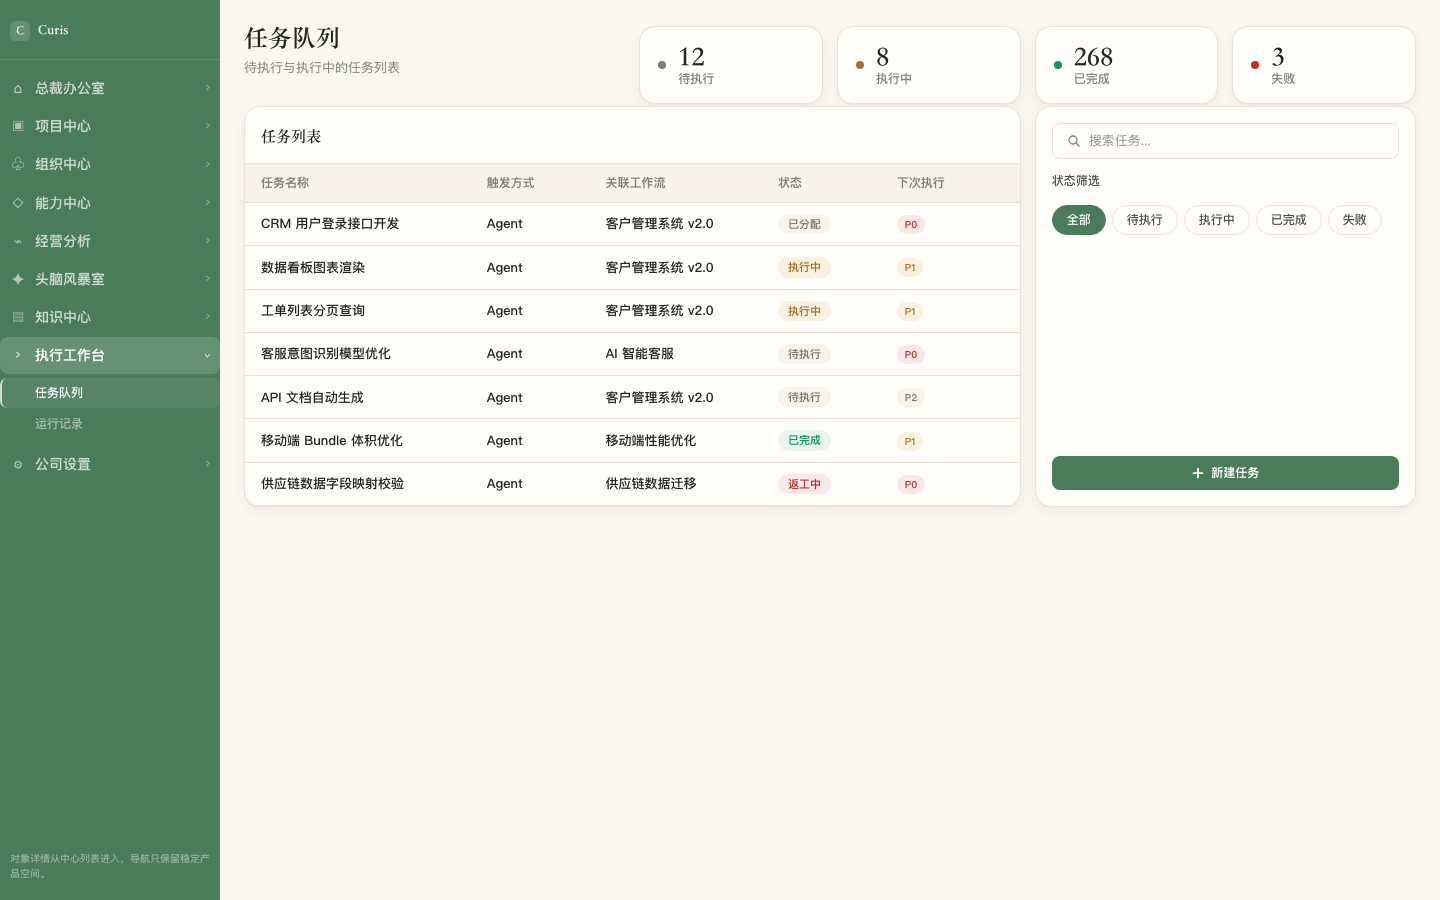 C Curis
总裁办公室
项目中心
组织中心
能力中心
经营分析
头脑风暴室
知识中心
执行工作台
任务队列
运行记录
公司设置
对象详情从中心列表进入，导航只保留稳定产
品空间。
任务队列
待执行与执行中的任务列表
12
待执行
8
执行中
268
已完成
3
失败
任务列表
任务名称 触发方式 关联工作流 状态 下次执行
CRM 用户登录接口开发 Agent 客户管理系统 v2.0 已分配 P0
数据看板图表渲染 Agent 客户管理系统 v2.0 执行中 P1
工单列表分页查询 Agent 客户管理系统 v2.0 执行中 P1
客服意图识别模型优化 Agent AI 智能客服 待执行 P0
API 文档自动生成 Agent 客户管理系统 v2.0 待执行 P2
移动端 Bundle 体积优化 Agent 移动端性能优化 已完成 P1
供应链数据字段映射校验 Agent 供应链数据迁移 返工中 P0
搜索任务...
状态筛选
全部 待执行 执行中 已完成 失败
+ 新建任务